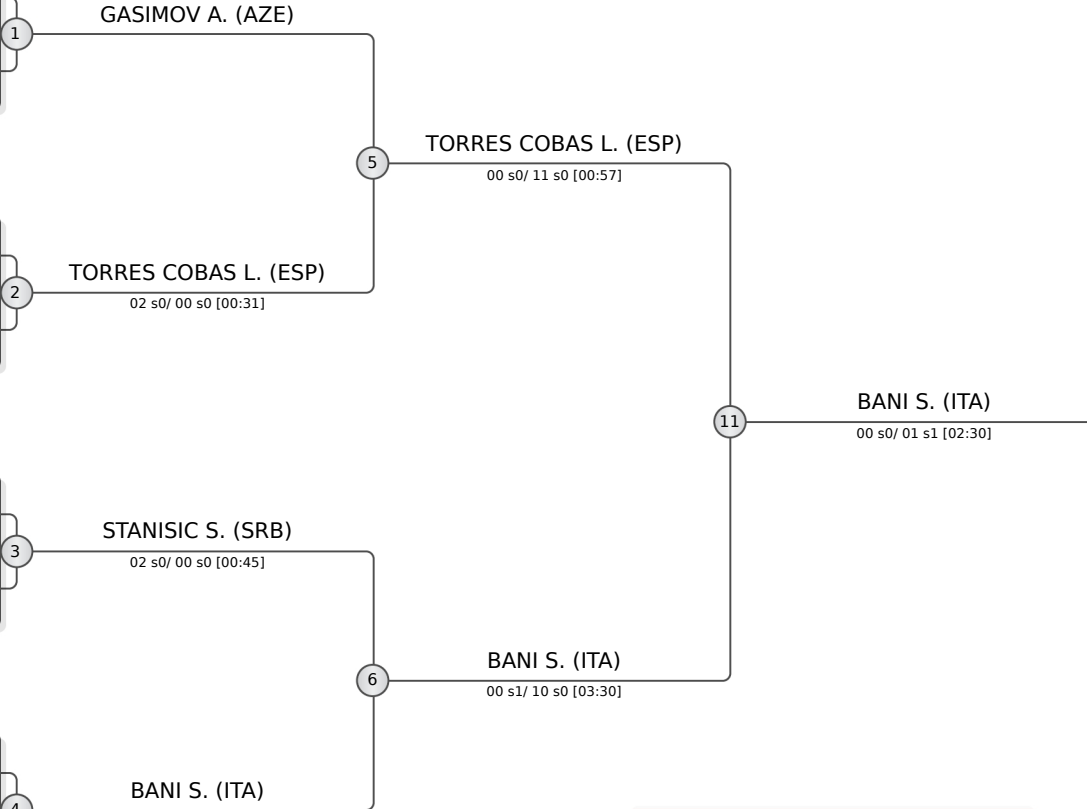 GASIMOV A. (AZE)
1
TORRES COBAS L. (ESP)
5
00 s0/ 11 s0 [00:57]
TORRES COBAS L. (ESP)
2
02 s0/ 00 s0 [00:31]
BANI S. (ITA)
11
00 s0/ 01 s1 [02:30]
STANISIC S. (SRB)
3
02 s0/ 00 s0 [00:45]
BANI S. (ITA)
6
00 s1/ 10 s0 [03:30]
BANI S. (ITA)
4